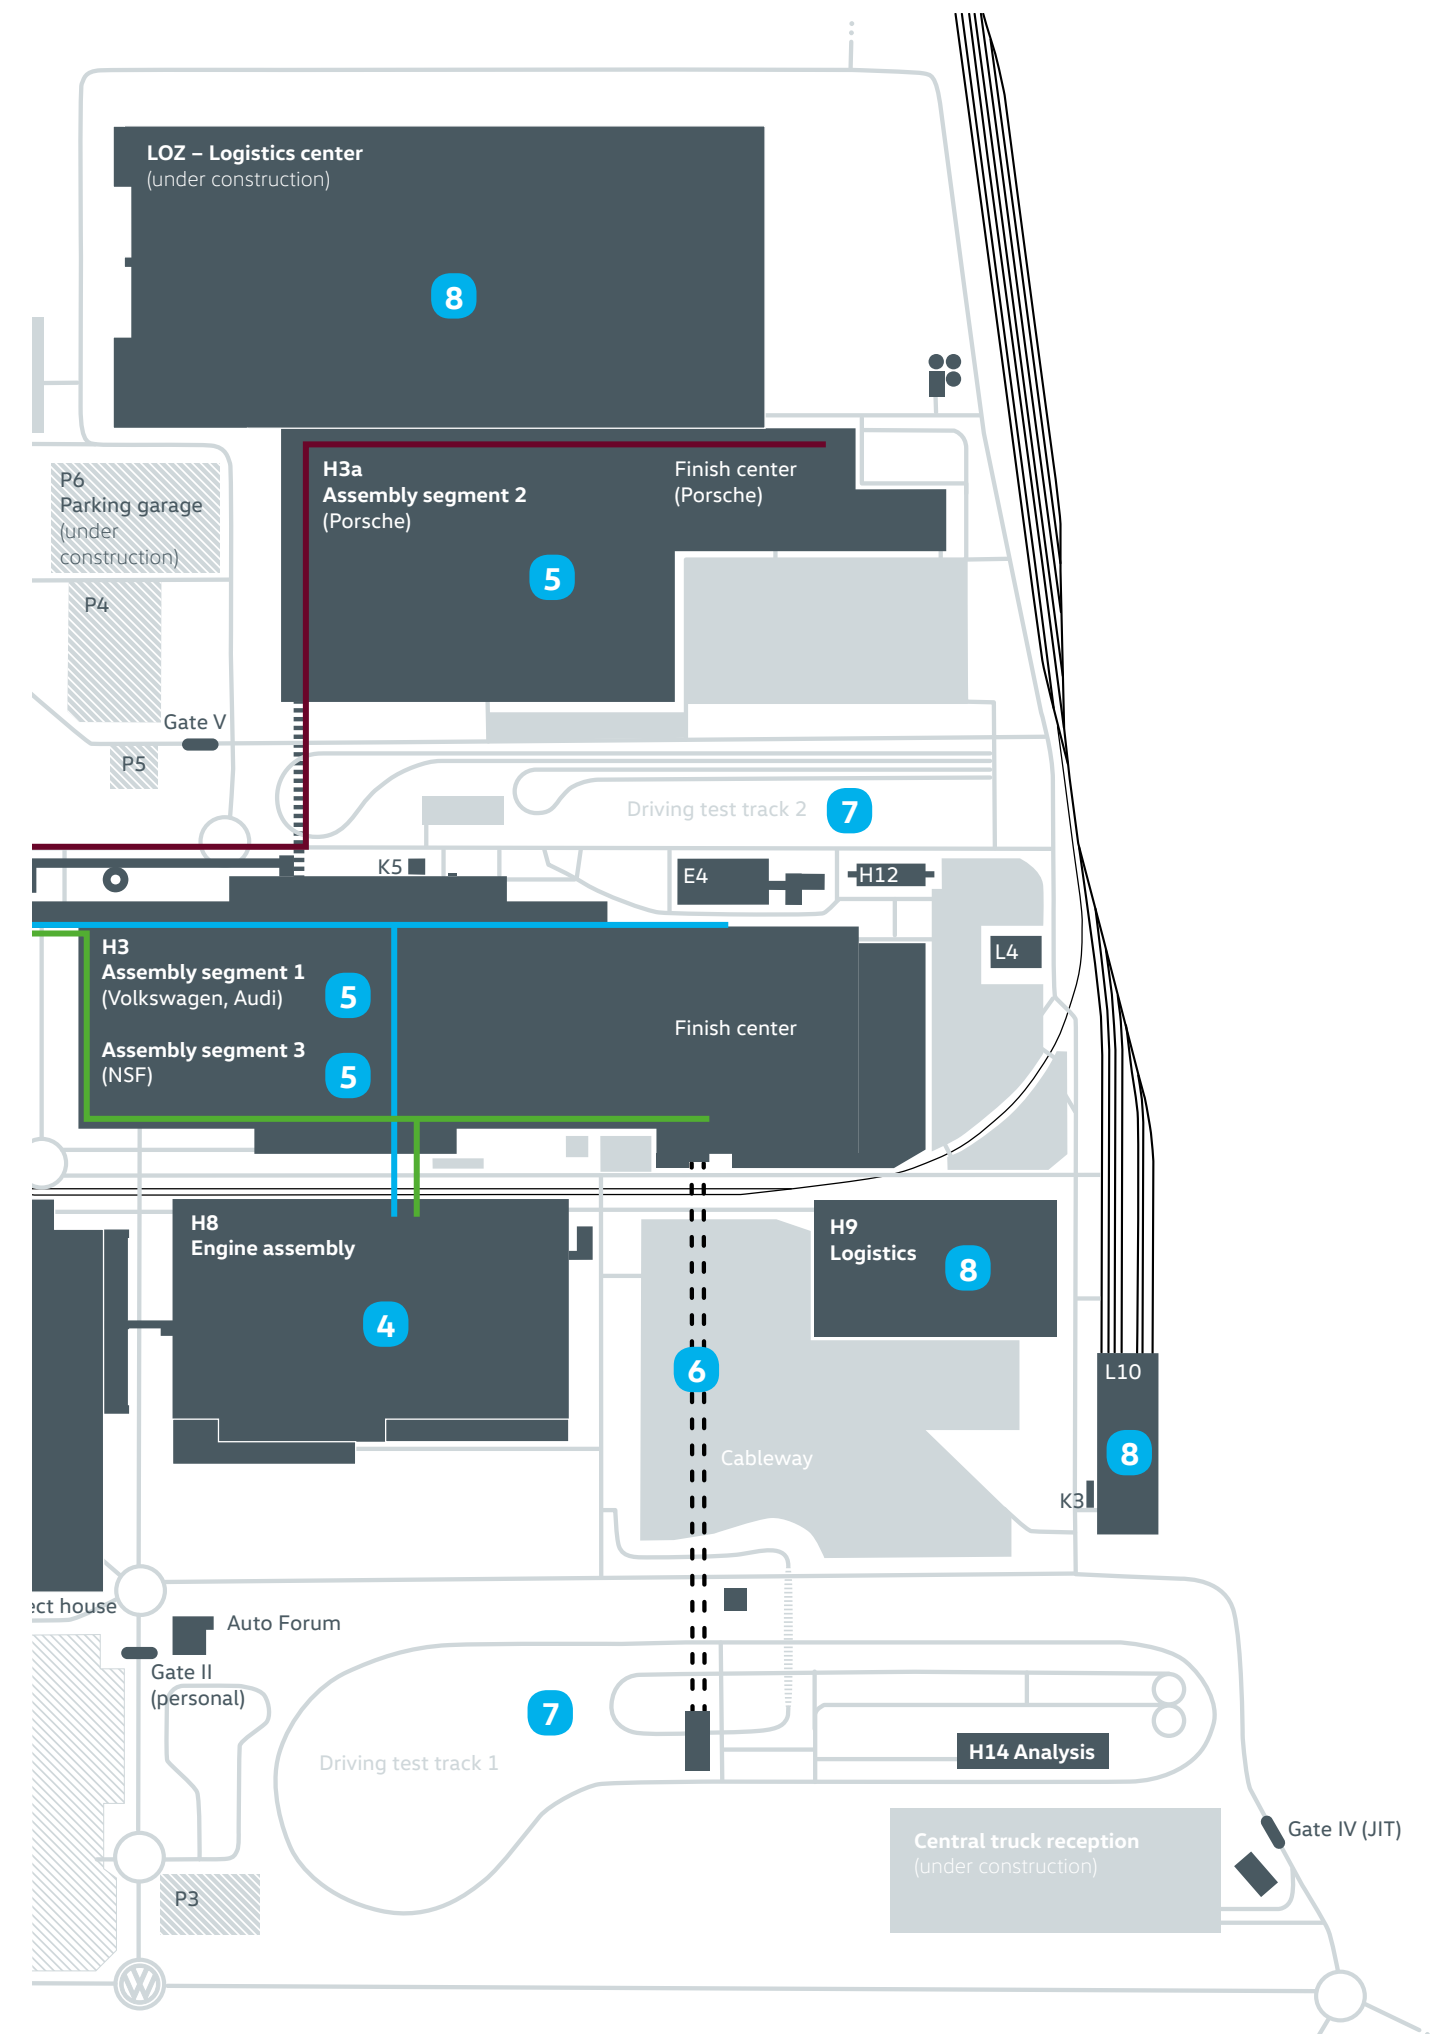 LOZ – Logistics center
(under construction)
8
P6
Parking garage
(under
construction)
H3a
Assembly segment 2
(Porsche)
Finish center
(Porsche)
5
P4
Gate V
P5
Driving test track 2
7
K5
E4
H12
L4
H3
Assembly segment 1
(Volkswagen, Audi)
5
Assembly segment 3
(NSF)
5
Finish center
H8
Engine assembly
4
H9
Logistics
8
6
Cableway
L10
8
K3
ect house
Auto Forum
Gate II
(personal)
7
Driving test track 1
H14 Analysis
Central truck reception
(under construction)
Gate IV (JIT)
P3